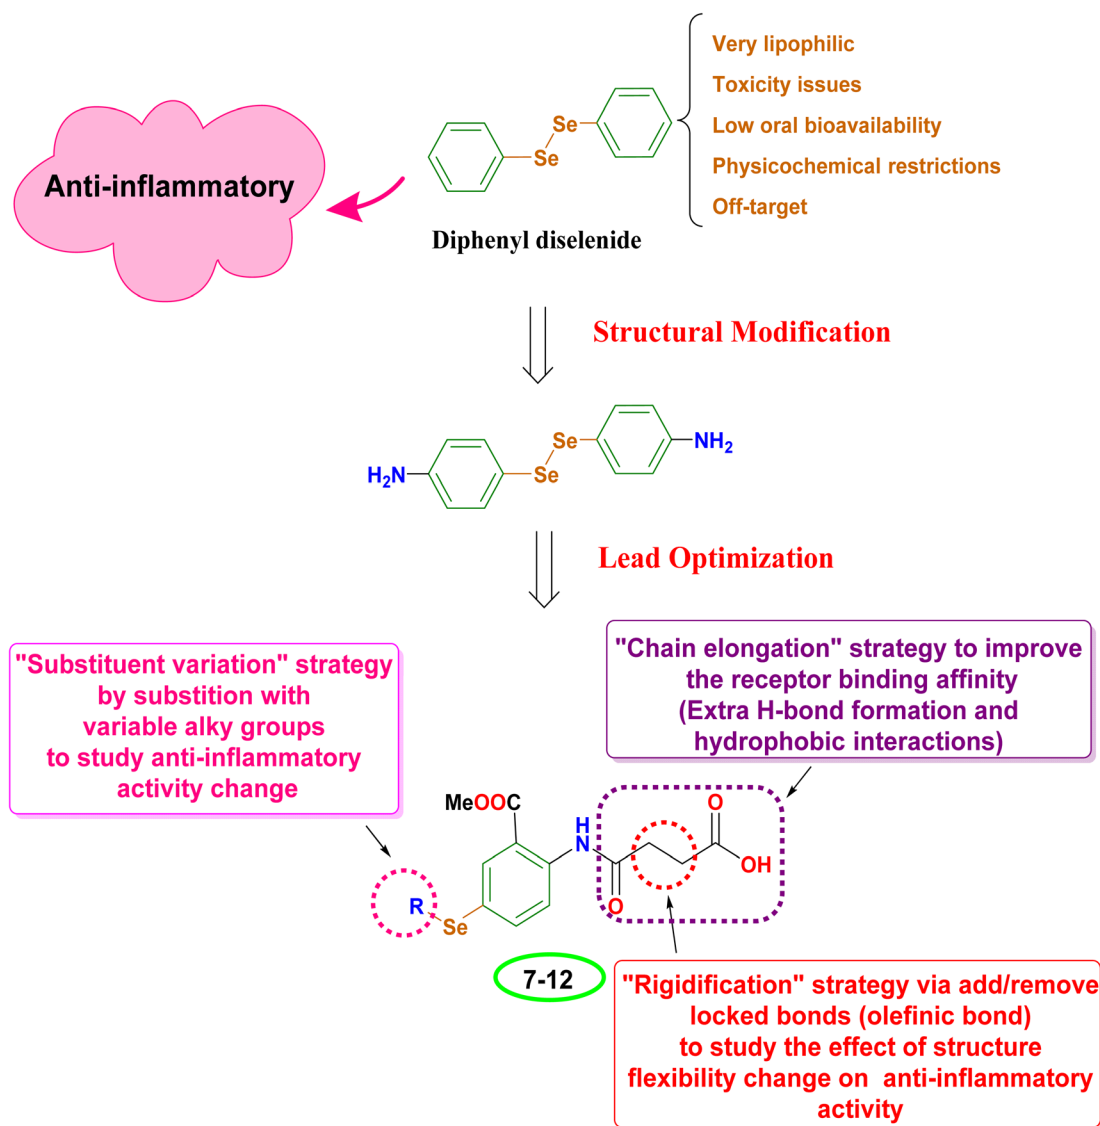 Very lipophilic
Toxicity issues
Low oral bioavailability
Physicochemical restrictions
Off-target
Anti-inflammatory
Se
Se
Diphenyl diselenide
Structural Modification
H2N
Se
Se
NH2
Lead Optimization
"Substituent variation" strategy
by substition with
variable alky groups
to study anti-inflammatory
activity change
"Chain elongation" strategy to improve
the receptor binding affinity
(Extra H-bond formation and
hydrophobic interactions)
MeOOC
H
N
O
O
OH
R
Se
7-12
"Rigidification" strategy via add/remove
locked bonds (olefinic bond)
to study the effect of structure
flexibility change on anti-inflammatory
activity